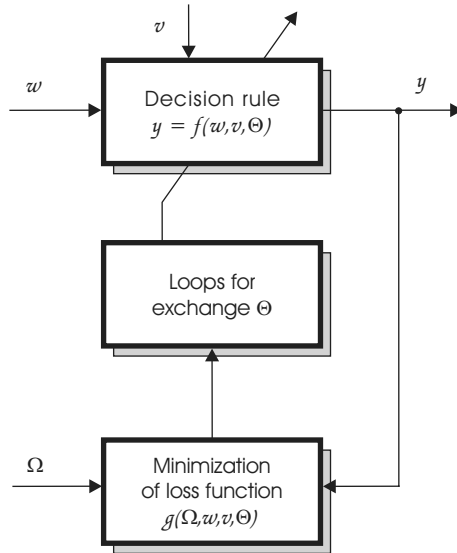 v
w
Decision rule
y = f(w,v,Θ)
y
Loops for
exchange Θ
Ω
Minimization
of loss function
g(Ω,w,v,Θ)